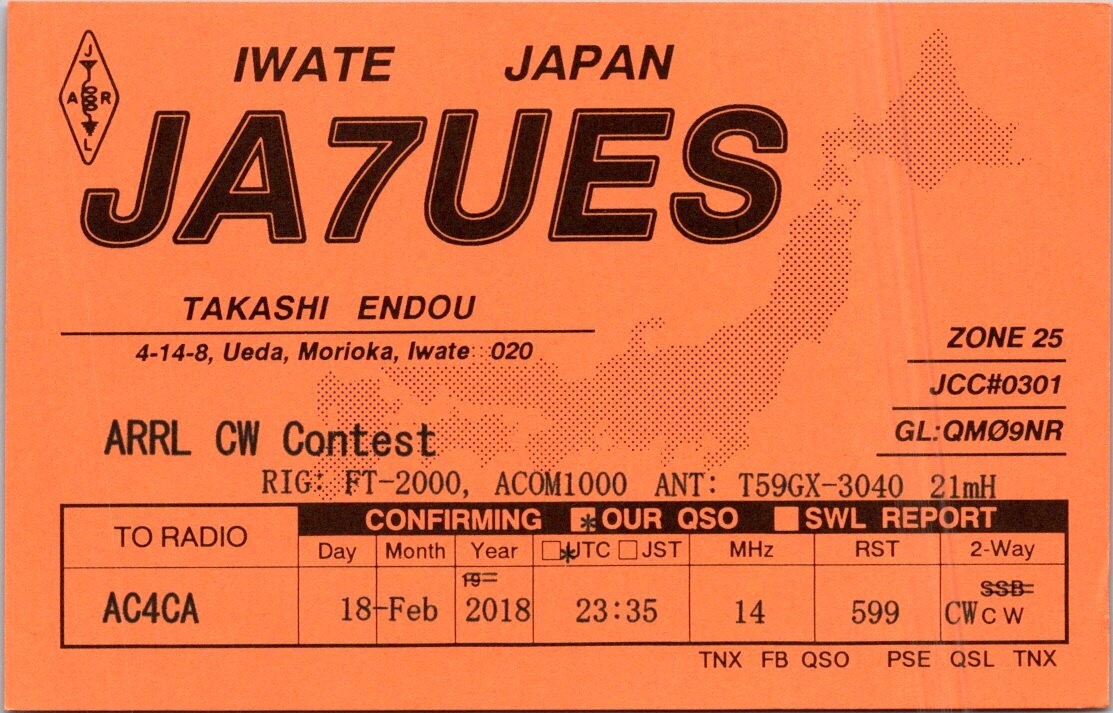 J
A R
L
IWATE JAPAN
JA7UES
TAKASHI ENDOU
4-14-8, Ueda, Morioka, Iwate 020
ZONE 25
JCC#0301
GL:QMØ9NR
ARRL CW Contest
RIG: FT-2000, ACOM1000 ANT: T59GX-3040 21mH
TO RADIO
CONFIRMING □*OUR QSO □SWL REPORT
Day Month Year □*UTC □JST MHz RST 2-Way
19
SSB
AC4CA 18-Feb 2018 23:35 14 599 CW CW
TNX FB QSO PSE QSL TNX